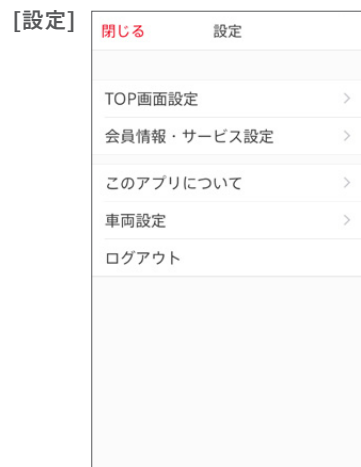 [設定]
閉じる 設定
TOP画面設定
会員情報・サービス設定
このアプリについて
車両設定
ログアウト